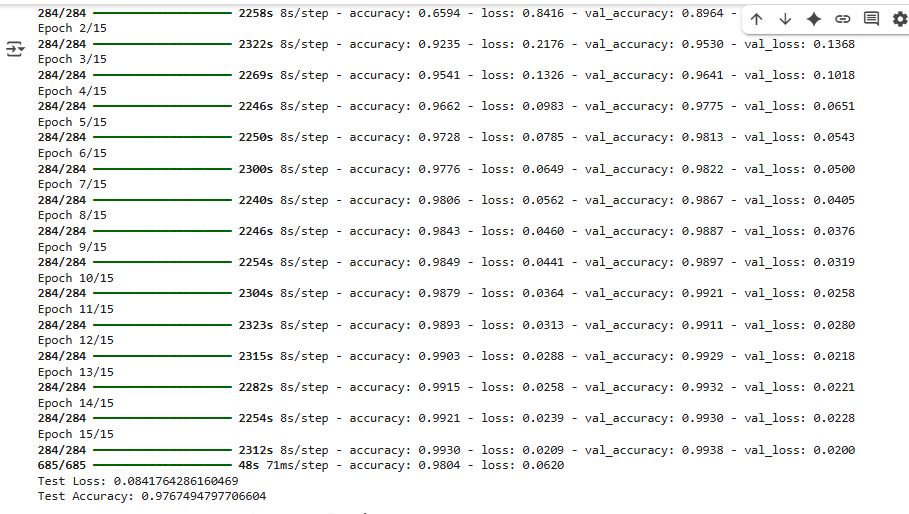 284/284 ━━━━━━━━━━━━━━━━━━━━ 2258s 8s/step - accuracy: 0.6594 - loss: 0.8416 - val_accuracy: 0.8964 -
Epoch 2/15
284/284 ━━━━━━━━━━━━━━━━━━━━ 2322s 8s/step - accuracy: 0.9235 - loss: 0.2176 - val_accuracy: 0.9530 - val_loss: 0.1368
Epoch 3/15
284/284 ━━━━━━━━━━━━━━━━━━━━ 2269s 8s/step - accuracy: 0.9541 - loss: 0.1326 - val_accuracy: 0.9641 - val_loss: 0.1018
Epoch 4/15
284/284 ━━━━━━━━━━━━━━━━━━━━ 2246s 8s/step - accuracy: 0.9662 - loss: 0.0983 - val_accuracy: 0.9775 - val_loss: 0.0651
Epoch 5/15
284/284 ━━━━━━━━━━━━━━━━━━━━ 2250s 8s/step - accuracy: 0.9728 - loss: 0.0785 - val_accuracy: 0.9813 - val_loss: 0.0543
Epoch 6/15
284/284 ━━━━━━━━━━━━━━━━━━━━ 2300s 8s/step - accuracy: 0.9776 - loss: 0.0649 - val_accuracy: 0.9822 - val_loss: 0.0500
Epoch 7/15
284/284 ━━━━━━━━━━━━━━━━━━━━ 2240s 8s/step - accuracy: 0.9806 - loss: 0.0562 - val_accuracy: 0.9867 - val_loss: 0.0405
Epoch 8/15
284/284 ━━━━━━━━━━━━━━━━━━━━ 2246s 8s/step - accuracy: 0.9843 - loss: 0.0460 - val_accuracy: 0.9887 - val_loss: 0.0376
Epoch 9/15
284/284 ━━━━━━━━━━━━━━━━━━━━ 2254s 8s/step - accuracy: 0.9849 - loss: 0.0441 - val_accuracy: 0.9897 - val_loss: 0.0319
Epoch 10/15
284/284 ━━━━━━━━━━━━━━━━━━━━ 2304s 8s/step - accuracy: 0.9879 - loss: 0.0364 - val_accuracy: 0.9921 - val_loss: 0.0258
Epoch 11/15
284/284 ━━━━━━━━━━━━━━━━━━━━ 2323s 8s/step - accuracy: 0.9893 - loss: 0.0313 - val_accuracy: 0.9911 - val_loss: 0.0280
Epoch 12/15
284/284 ━━━━━━━━━━━━━━━━━━━━ 2315s 8s/step - accuracy: 0.9903 - loss: 0.0288 - val_accuracy: 0.9929 - val_loss: 0.0218
Epoch 13/15
284/284 ━━━━━━━━━━━━━━━━━━━━ 2282s 8s/step - accuracy: 0.9915 - loss: 0.0258 - val_accuracy: 0.9932 - val_loss: 0.0221
Epoch 14/15
284/284 ━━━━━━━━━━━━━━━━━━━━ 2254s 8s/step - accuracy: 0.9921 - loss: 0.0239 - val_accuracy: 0.9930 - val_loss: 0.0228
Epoch 15/15
284/284 ━━━━━━━━━━━━━━━━━━━━ 2312s 8s/step - accuracy: 0.9930 - loss: 0.0209 - val_accuracy: 0.9938 - val_loss: 0.0200
685/685 ━━━━━━━━━━━━━━━━━━━━ 48s 71ms/step - accuracy: 0.9804 - loss: 0.0620
Test Loss: 0.0841764286160469
Test Accuracy: 0.9767494797706604